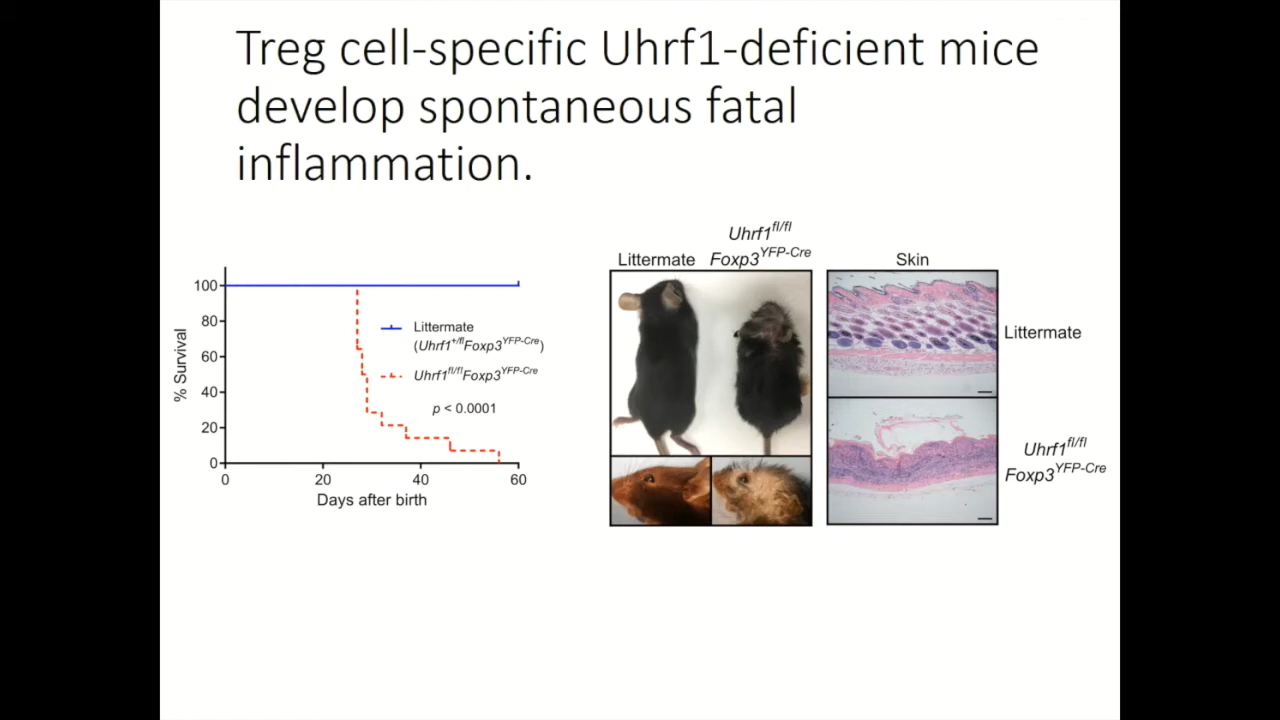 Treg cell-specific Uhrf1-deficient mice
develop spontaneous fatal
inflammation.
% Survival
100
80
60
40
20
0
0 20 40 60
Days after birth
Littermate
(Uhrf1+/flFoxp3YFP-Cre)
Uhrf1fl/flFoxp3YFP-Cre
p < 0.0001
Littermate
Uhrf1fl/fl
Foxp3YFP-Cre
Skin
Littermate
Uhrf1fl/fl
Foxp3YFP-Cre